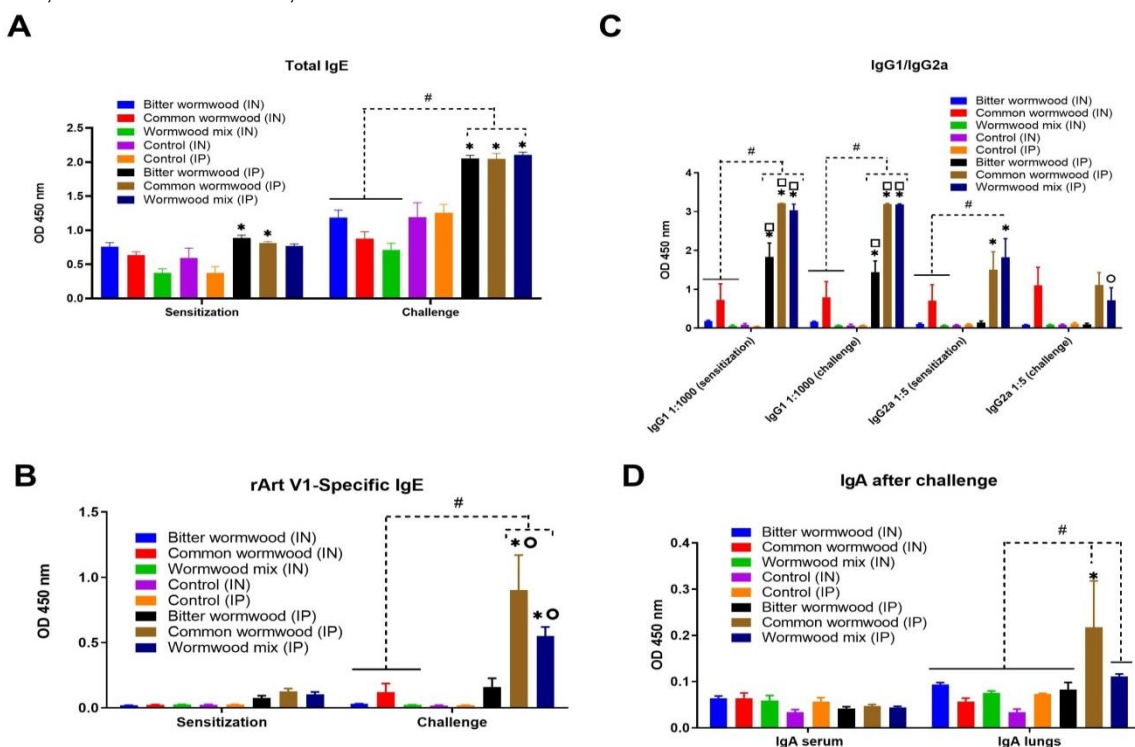 A
Total IgE
Bitter wormwood (IN)
Common wormwood (IN)
Wormwood mix (IN)
Control (IN)
Control (IP)
Bitter wormwood (IP)
Common wormwood (IP)
Wormwood mix (IP)
#
* * *
* *
OD 450 nm
2.5
2.0
1.5
1.0
0.5
0.0
Sensitization Challenge
C
IgG1/IgG2a
Bitter wormwood (IN)
Common wormwood (IN)
Wormwood mix (IN)
Control (IN)
Control (IP)
Bitter wormwood (IP)
Common wormwood (IP)
Wormwood mix (IP)
# # #
* * * * * * * *
OD 450 nm
4
3
2
1
0
IgG1 1:1000 (sensitization)
IgG1 1:1000 (challenge)
IgG2a 1:5 (sensitization)
IgG2a 1:5 (challenge)
B
rArt V1-Specific IgE
Bitter wormwood (IN)
Common wormwood (IN)
Wormwood mix (IN)
Control (IN)
Control (IP)
Bitter wormwood (IP)
Common wormwood (IP)
Wormwood mix (IP)
#
* O
* O
OD 450 nm
1.5
1.0
0.5
0.0
Sensitization Challenge
D
IgA after challenge
Bitter wormwood (IN)
Common wormwood (IN)
Wormwood mix (IN)
Control (IN)
Control (IP)
Bitter wormwood (IP)
Common wormwood (IP)
Wormwood mix (IP)
#
*
OD 450 nm
0.4
0.3
0.2
0.1
0.0
IgA serum IgA lungs